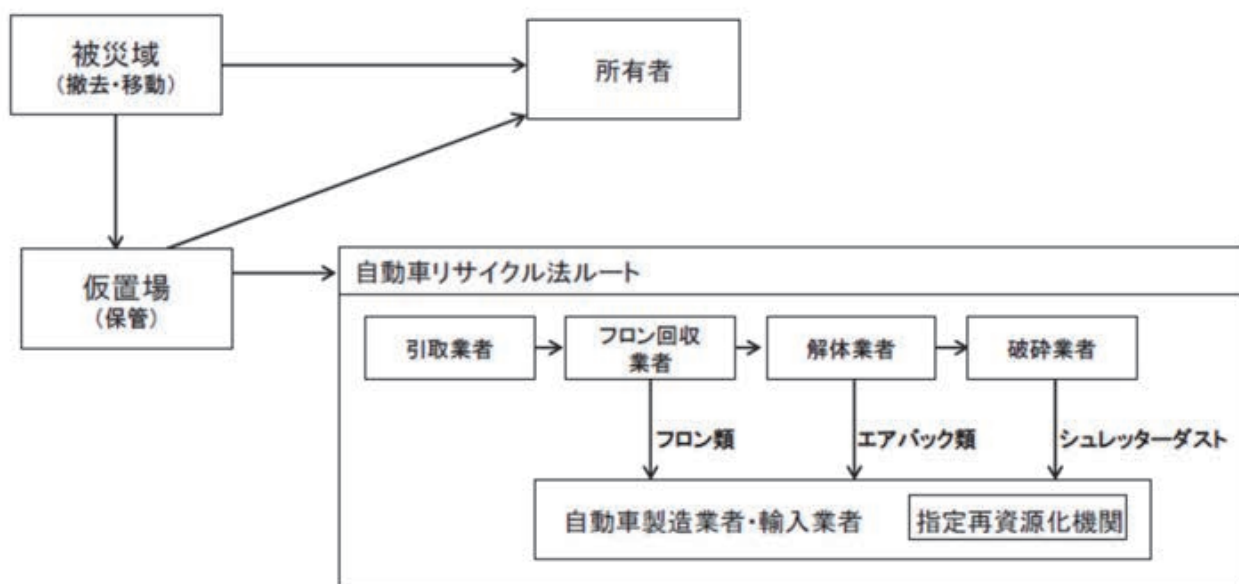 被災域
(撤去・移動)
所有者
仮置場
(保管)
自動車リサイクル法ルート
引取業者
フロン回収
業者
解体業者
破砕業者
フロン類
エアバック類
シュレッターダスト
自動車製造業者・輸入業者
指定再資源化機関